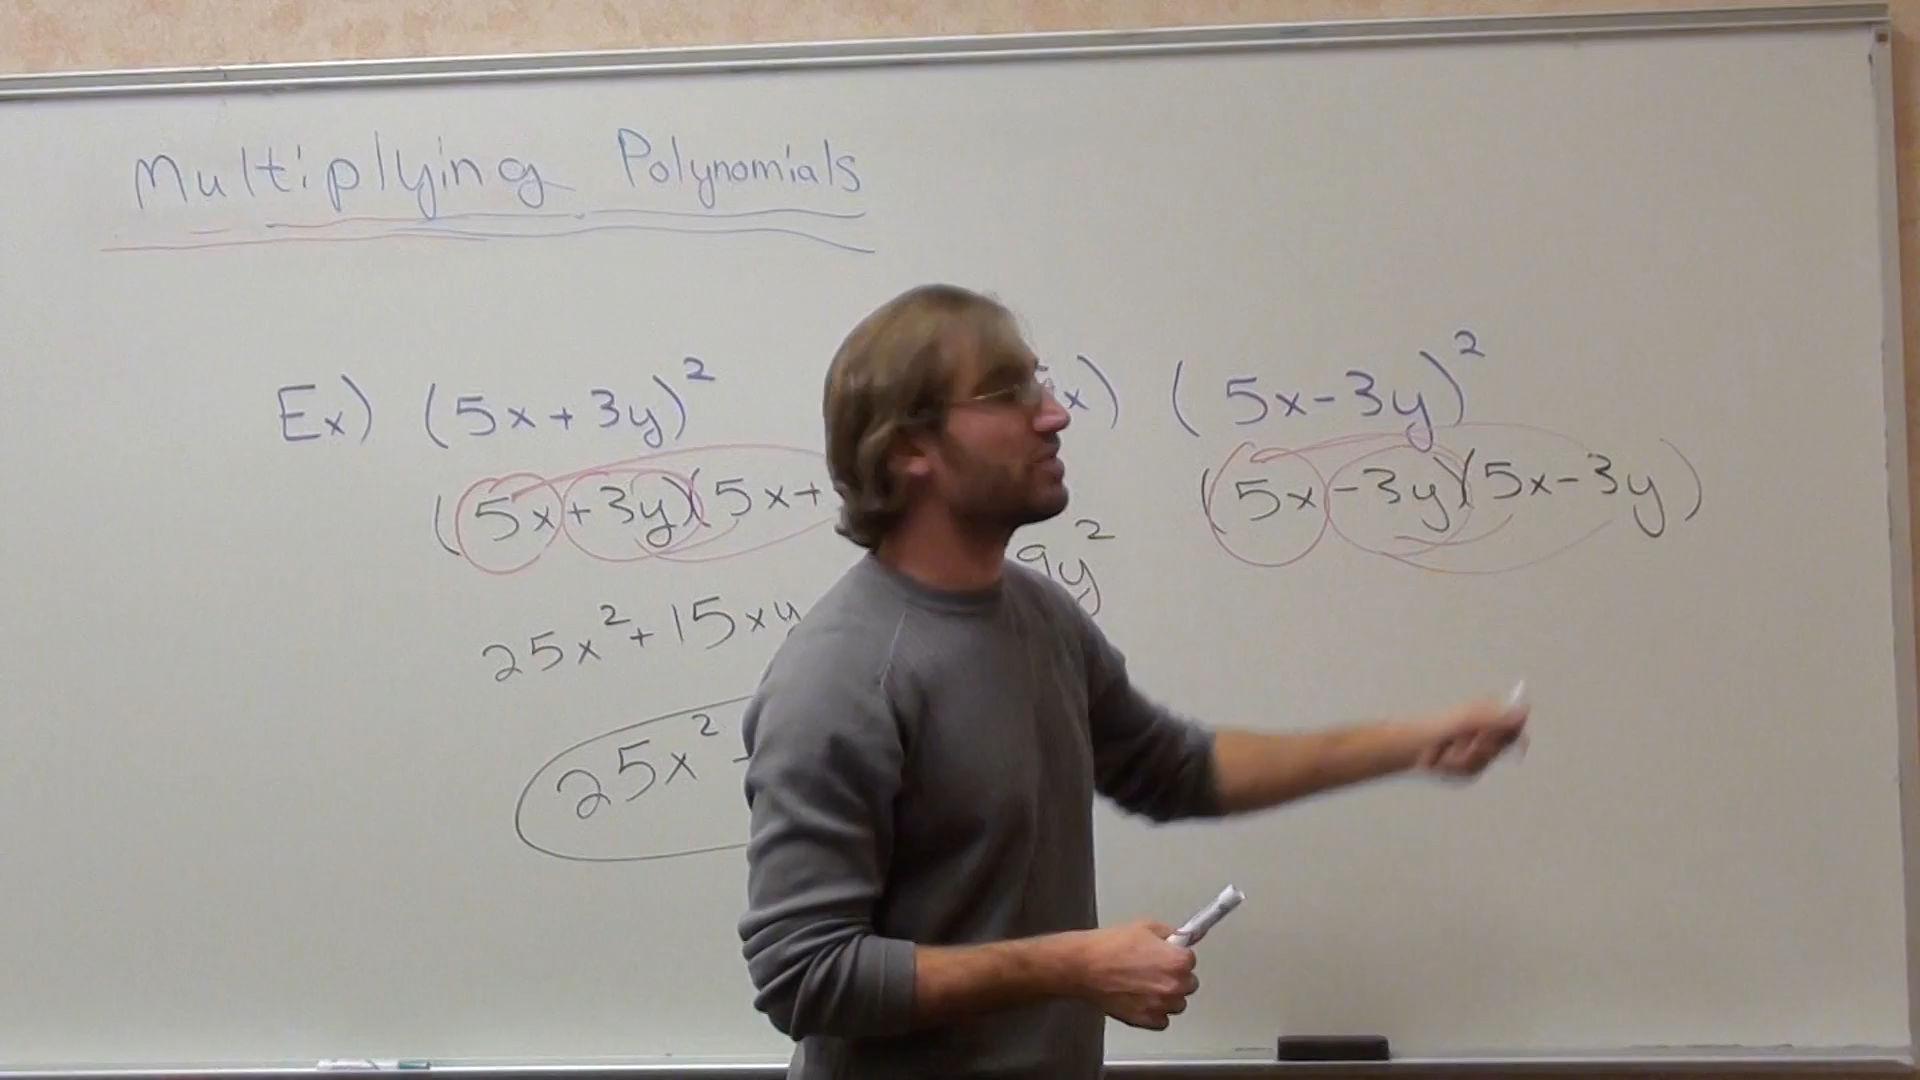 Multiplying Polynomials
Ex) (5x+3y)²
(5x+3y)(5x+
25x²+15xy
9y²
25x²
x) (5x-3y)²
(5x-3y)(5x-3y)